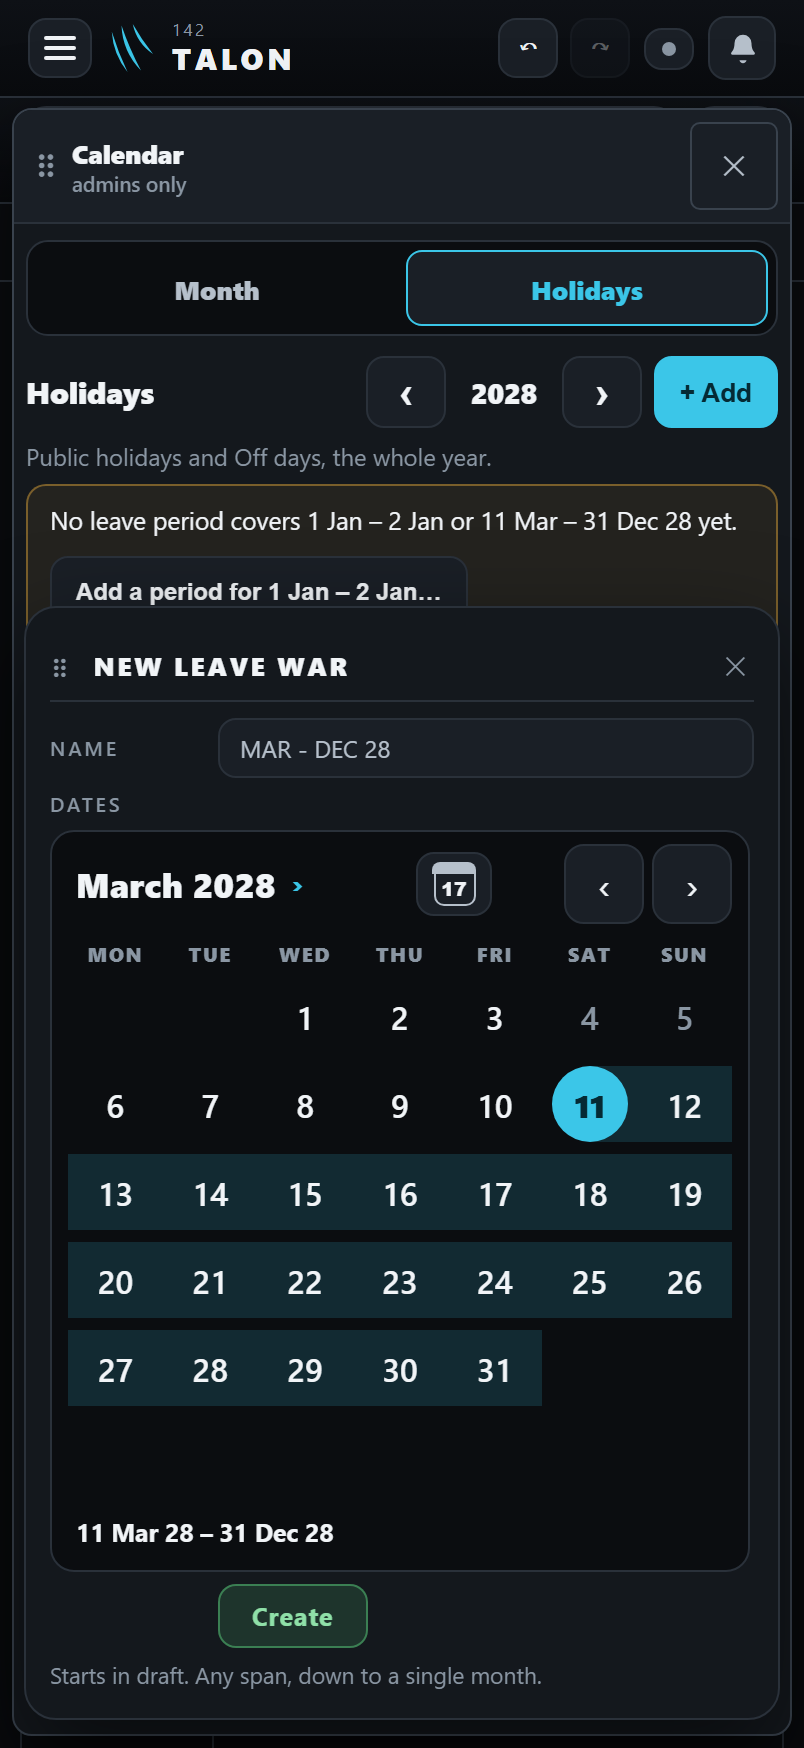 142
TALON
Calendar
admins only
Month Holidays
Holidays ‹ 2028 › + Add
Public holidays and Off days, the whole year.
No leave period covers 1 Jan – 2 Jan or 11 Mar – 31 Dec 28 yet.
Add a period for 1 Jan – 2 Jan...
NEW LEAVE WAR
NAME MAR - DEC 28
DATES
March 2028 › 17 ‹ ›
MON TUE WED THU FRI SAT SUN
1 2 3 4 5
6 7 8 9 10 11 12
13 14 15 16 17 18 19
20 21 22 23 24 25 26
27 28 29 30 31
11 Mar 28 – 31 Dec 28
Create
Starts in draft. Any span, down to a single month.